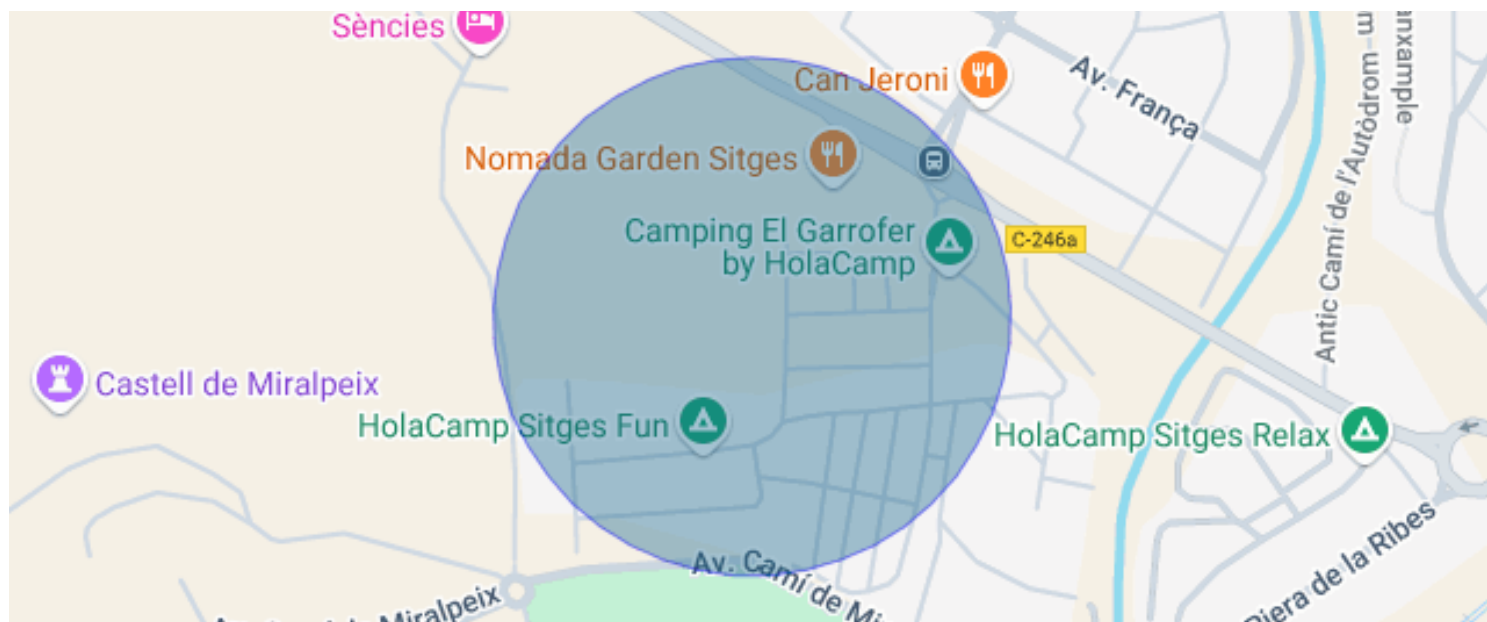 Sències
Can Jeroni
Av. França
Nomada Garden Sitges
Camping El Garrofer
by HolaCamp
C-246a
Antic Camí de l'Autòdrom
Castell de Miralpeix
HolaCamp Sitges Fun
HolaCamp Sitges Relax
Av. Camí de Mi
Miralpeix
Riera de la Ribes